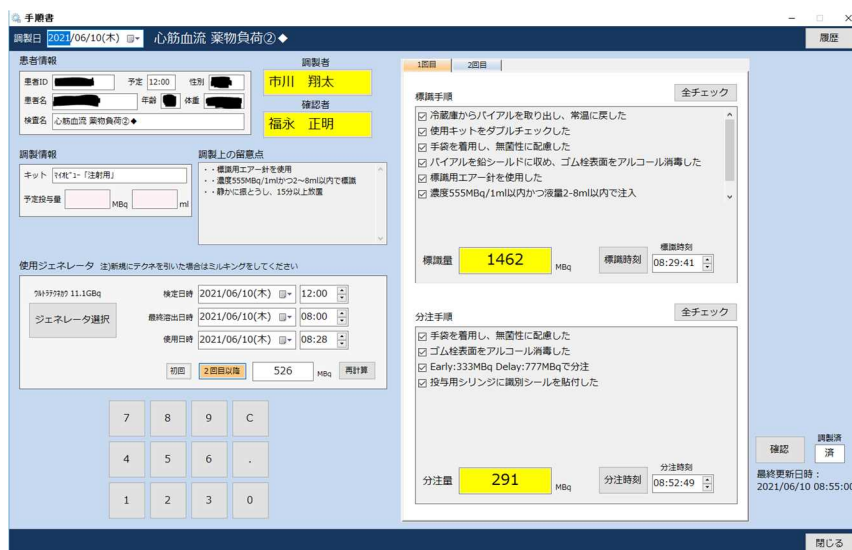 手順書
調製日 2021/06/10(木) 心筋血流 薬物負荷②◆ 履歴
患者情報
患者ID 予定 12:00 性別
患者名 年齢 体重
検査名 心筋血流 薬物負荷②◆
調製者
市川 翔太
確認者
福永 正明
調製情報
キット ﾏｲｵﾋﾞｭｰ「注射用」
予定投与量 MBq ml
調製上の留意点
・・標識用エアー針を使用
・・濃度555MBq/1mlかつ2～8ml以内で標識
・・静かに振とうし、15分以上放置
使用ジェネレータ 注)新規にテクネを引いた場合はミルキングをしてください
ｳﾙﾄﾗﾃｸﾈｶｳ 11.1GBq
ジェネレータ選択
検定日時 2021/06/10(木) 12:00
最終溶出日時 2021/06/10(木) 08:00
使用日時 2021/06/10(木) 08:28
初回 2回目以降 526 MBq 再計算
7 8 9 C
4 5 6 .
1 2 3 0
1回目 2回目
標識手順 全チェック
冷蔵庫からバイアルを取り出し、常温に戻した
使用キットをダブルチェックした
手袋を着用し、無菌性に配慮した
バイアルを鉛シールドに収め、ゴム栓表面をアルコール消毒した
標識用エアー針を使用した
濃度555MBq/1ml以内かつ液量2-8ml以内で注入
標識量 1462 MBq 標識時刻 標識時刻 08:29:41
分注手順 全チェック
手袋を着用し、無菌性に配慮した
ゴム栓表面をアルコール消毒した
Early:333MBq Delay:777MBqで分注
投与用シリンジに識別シールを貼付した
分注量 291 MBq 分注時刻 分注時刻 08:52:49
確認 調製済 済
最終更新日時：
2021/06/10 08:55:00
閉じる